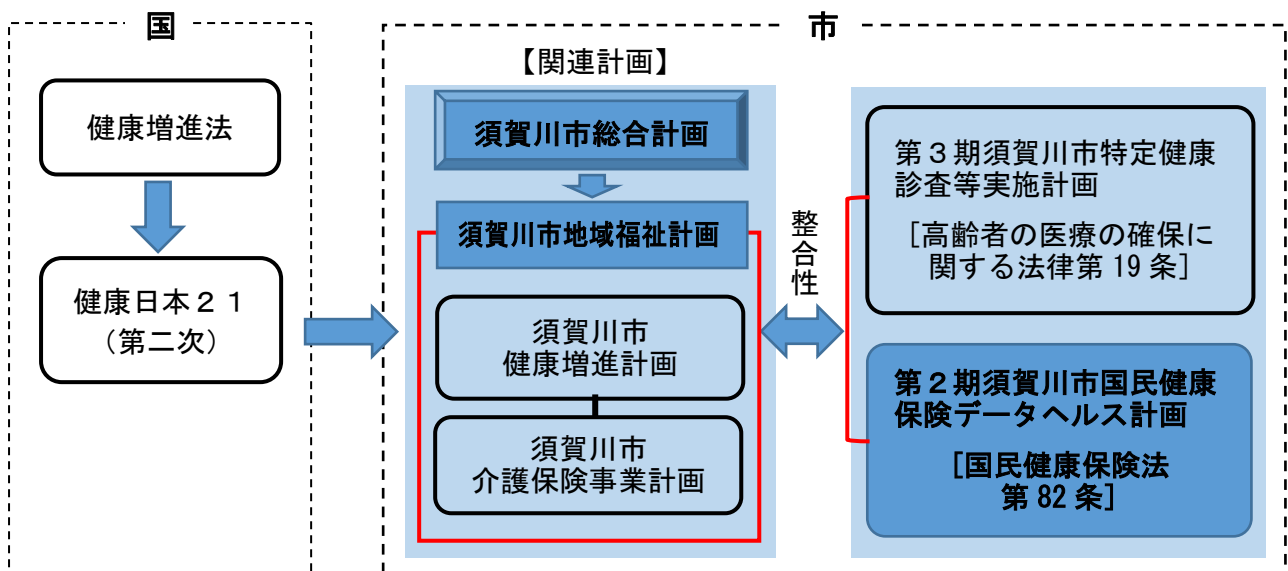 国
健康増進法
健康日本２１
（第二次）
市
【関連計画】
須賀川市総合計画
須賀川市地域福祉計画
須賀川市
健康増進計画
須賀川市
介護保険事業計画
整合性
第３期須賀川市特定健康
診査等実施計画
［高齢者の医療の確保に
関する法律第 19 条］
第２期須賀川市国民健康
保険データヘルス計画
［国民健康保険法
第 82 条］